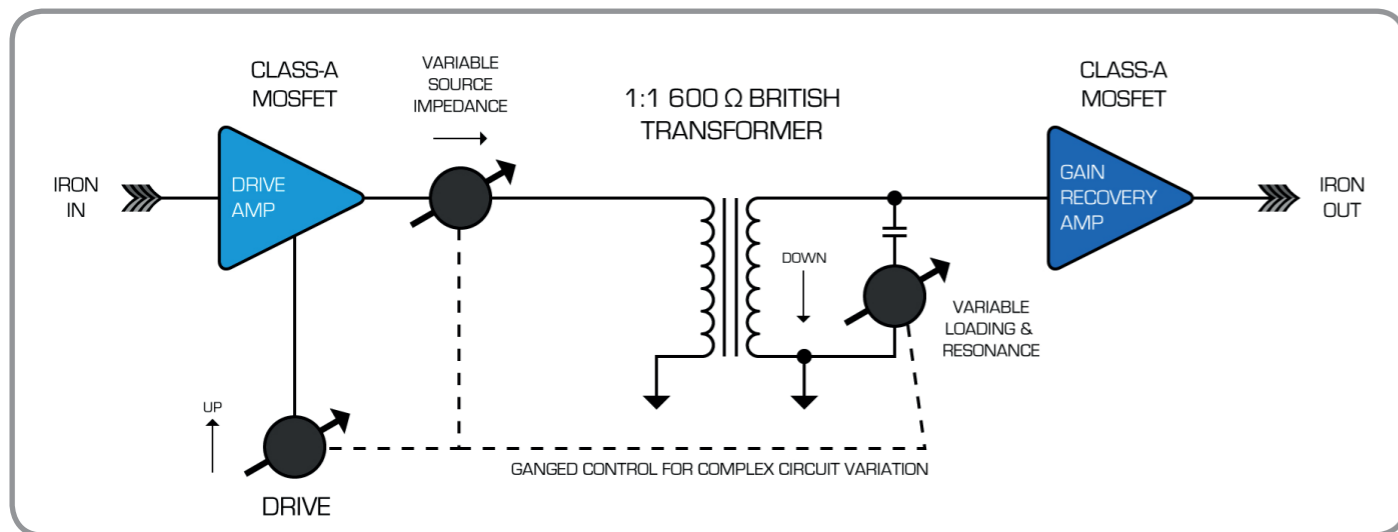 CLASS-A
MOSFET
VARIABLE
SOURCE
IMPEDANCE
1:1 600 Ω BRITISH
TRANSFORMER
CLASS-A
MOSFET
IRON
IN
DRIVE
AMP
GAIN
RECOVERY
AMP
IRON
OUT
DOWN
VARIABLE
LOADING &
RESONANCE
UP
GANGED CONTROL FOR COMPLEX CIRCUIT VARIATION
DRIVE